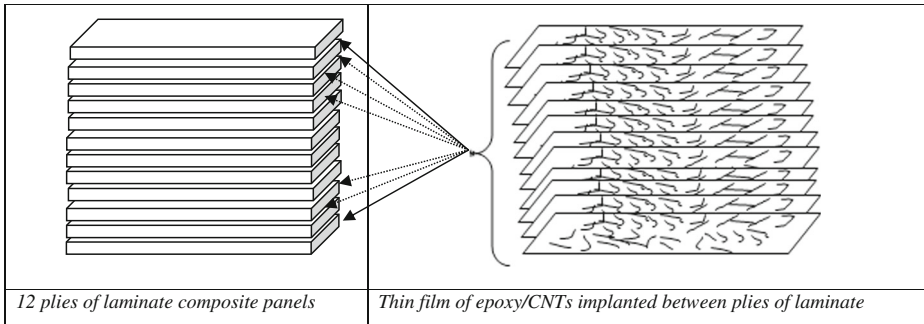 12 plies of laminate composite panels
Thin film of epoxy/CNTs implanted between plies of laminate